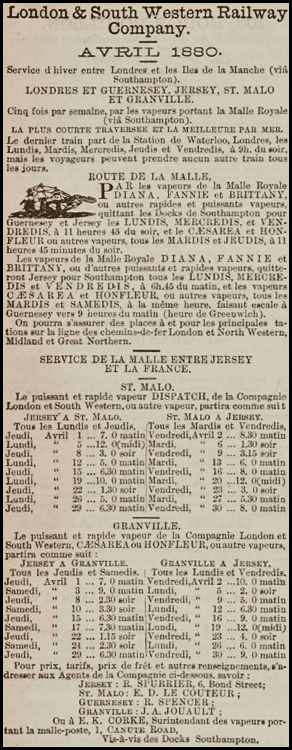 London & South Western Railway
Company.
AVRIL 1880.
Service d hiver entre Londres et les Iles de la Manche (viâ
Southampton).
LONDRES ET GUERNESEY, JERSEY, ST. MALO
ET GRANVILLE.
Cinq fois par semaine, par les vapeurs portant la Malle Royale
(viâ Southampton).
LA PLUS COURTE TRAVERSEE ET LA MEILLEURE PAR MER.
Le dernier train part de la Station de Waterloo, Londres, les
Lundis, Mardis, Mercredis, Jeudis et Vendredis, à 9h. du soir,
mais les voyageurs peuvent prendre aucun autre train tous
les jours.
ROUTE DE LA MALLE,
PAR les vapeurs de la Malle Royale
DIANA, FANNIE et BRITTANY,
ou autres rapides et puissants vapeurs,
quittant les Docks de Southampton pour
Guernesey et Jersey les LUNDIS, MERCREDIS, et VEN-
DREDIS, à 11 heures 45 du soir, et le CÆSAREA et HON-
FLEUR ou autres vapeurs, tous les MARDIS et JEUDIS, à 11
heures 45 minutes du soir.
Les vapeurs de la Malle Royale DIANA, FANNIE et
BRITTANY, ou d'autres puissants et rapides vapeurs, quitte-
ront Jersey pour Southampton tous les LUNDIS, MERCRE-
DIS et VENDREDIS, à 6h.45 du matin, et les vapeurs
CÆSAREA et HONFLEUR, ou autres vapeurs, tous les
MARDIS et SAMEDIS, à la même heure, faisant escale à
Guernesey vers 9 heures du matin (heure de Greenwich).
On pourra s'assurer des places à et pour les principales ta-
tions sur la ligne des chemins-de-fer London et North Western,
Midland et Great Northern.
SERVICE DE LA MALLE ENTRE JERSEY
ET LA FRANCE.
ST. MALO.
Le puissant et rapide vapeur DISPATCH, de la Compagnie
London et South Western, ou autre vapeur, partira comme suit
JERSEY A ST. MALO. ST. MALO A JERSEY.
Tous les Lundis et Jeudis. Tous les Mardis et Vendredis.
Jeudi, Avril 1 ... 7. 0 matin Vendredi, Avril 2 ... 8.30 matin
Lundi, " 5 ...12. 0(midi) Mardi, " 6 ... 1.30 soir
Jeudi, " 8 ... 3. 0 soir Vendredi, " 9 ... 3.15 soir
Lundi, " 12 ... 5. 0 matin Mardi, " 13 ... 6. 0 matin
Jeudi, " 15 ... 6.30 matin Vendredi, " 16 ... 8. 0 matin
Lundi, " 19 ...10. 0 matin Mardi, " 20 ...12. 0(midi)
Jeudi, " 22 ... 1.30 soir Vendredi, " 23 ... 3. 0 soir
Lundi, " 26 ... 5. 0 matin Mardi, " 27 ... 5.30 matin
Jeudi, " 29 ... 6.30 matin Vendredi, " 30 ... 8. 0 matin
GRANVILLE.
Le puissant et rapide vapeur de la Compagnie London et
South Western, CÆSAREA ou HONFLEUR, ou autre vapeurs,
partira comme suit :
JERSEY A GRANVILLE. GRANVILLE A JERSEY.
Tous les Jeudis et Samedis. Tous les Lundis et Vendredis.
Jeudi, Avril 1 ... 7. 0 matin Vendredi, Avril 2 ...10. 0 matin
Samedi, " 3 ... 9. 0 matin Lundi, " 5 ... 2. 0 soir
Jeudi, " 8 ... 2.30 soir Vendredi, " 9 ... 5. 0 matin
Samedi, " 10 ... 3.30 soir Lundi, " 12 ... 6.30 matin
Jeudi, " 15 ... 6.30 matin Vendredi, " 16 ... 9. 0 matin
Samedi, " 17 ... 7.30 matin Lundi, " 19 ...12. 0(midi)
Jeudi, " 22 ... 1.15 soir Vendredi, " 23 ... 4. 0 soir
Samedi, " 24 ... 2.30 soir Lundi, " 26 ... 6. 0 matin
Jeudi, " 29 ... 6.30 matin Vendredi, " 30 ... 9. 0 matin
Pour prix, tarifs, prix de frêt et autres renseignements, s'a-
dresser aux Agents de la Compagnie ci-dessous, savoir :
JERSEY : R. SPURRIER, 6, Bond Street;
ST. MALO : E. D. LE COUTEUR ;
GUERNESEY : R. SPENCER ;
GRANVILLE : J. A. JOUAULT ;
Ou à E. K. CORKE, Surintendant des vapeurs por-
tant la malle-poste, 1, CANUTE ROAD,
Vis-à-vis des Docks Southampton.